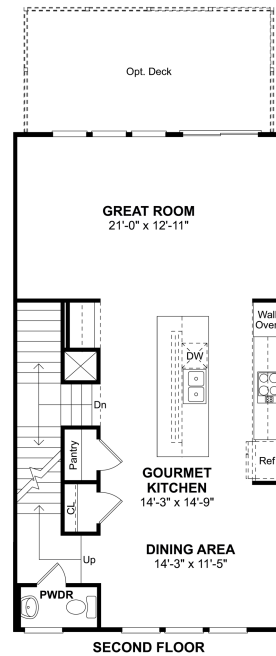 Opt. Deck
GREAT ROOM
21'-0" x 12'-11"
Wall
Oven
DW
Dn
Pantry
Ref
GOURMET
KITCHEN
14'-3" x 14'-9"
CL
DINING AREA
14'-3" x 11'-5"
Up
PWDR
SECOND FLOOR